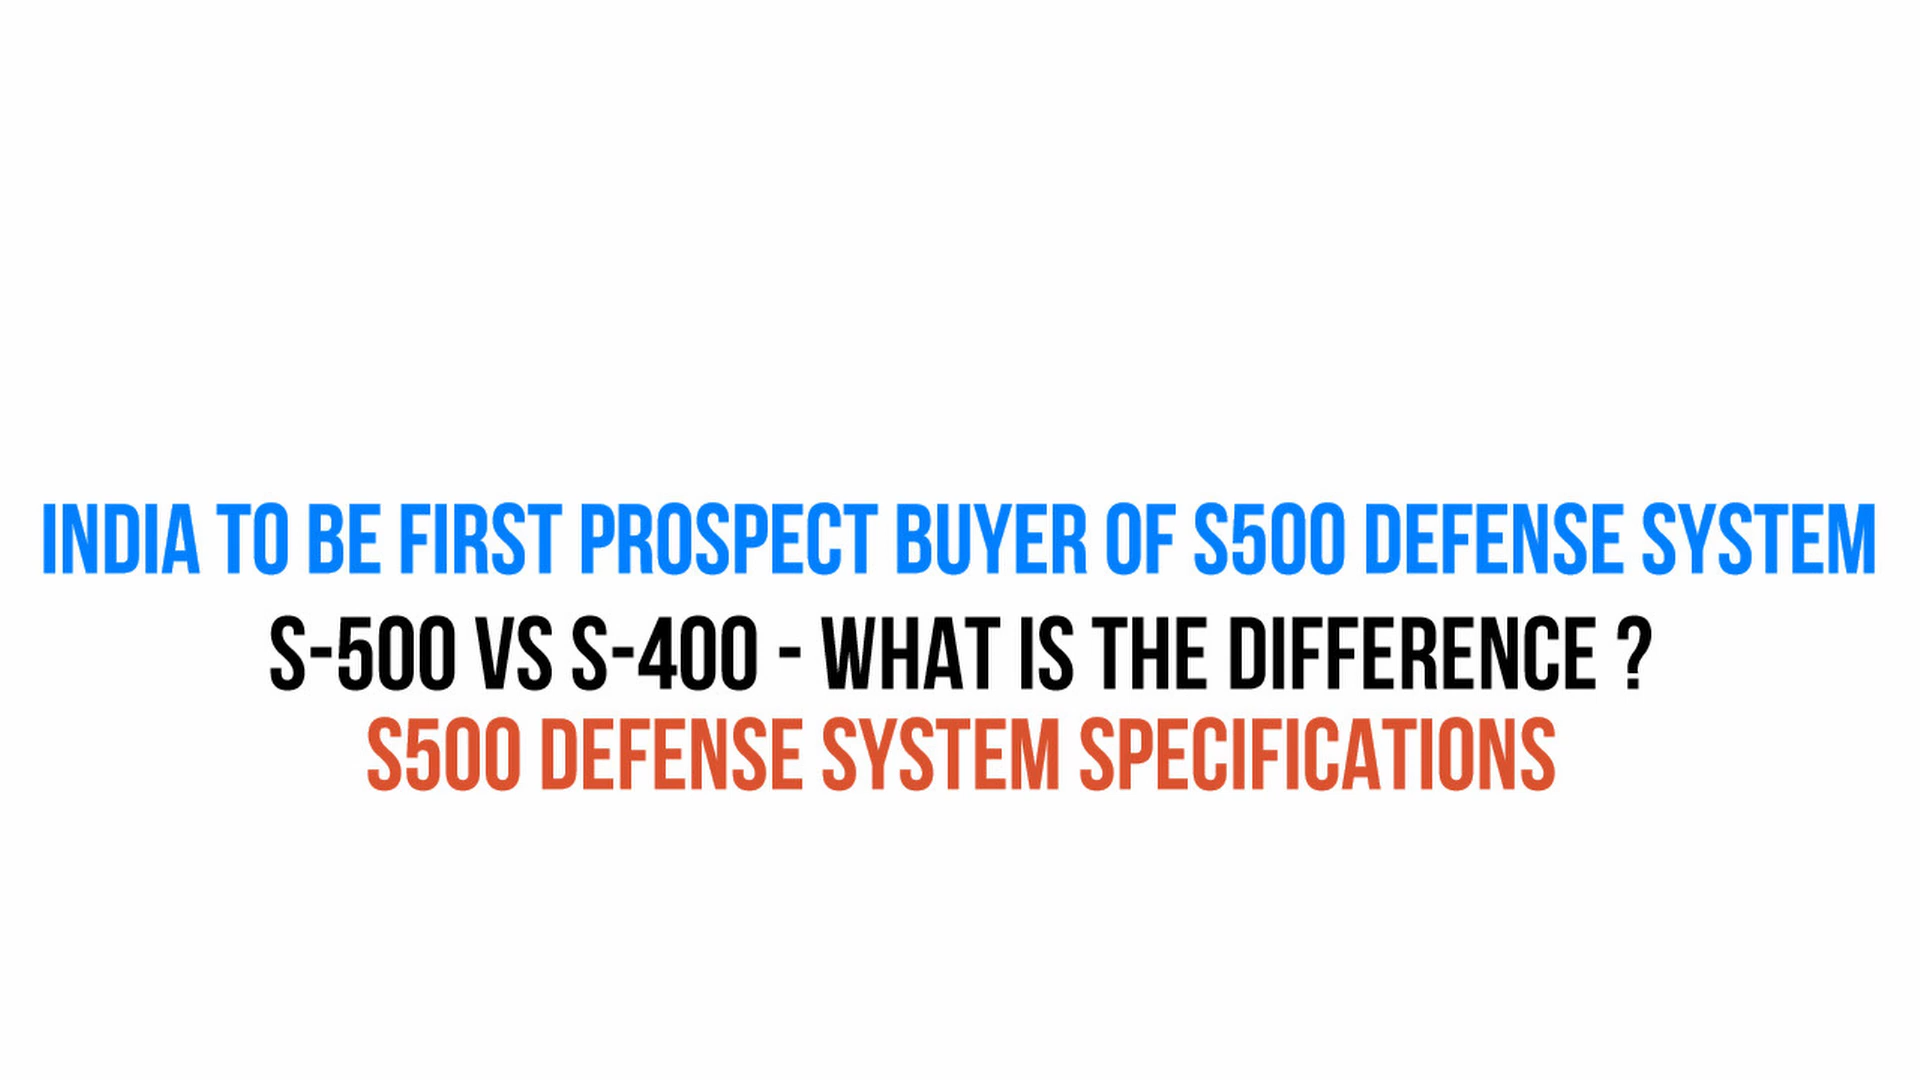 INDIA TO BE FIRST PROSPECT BUYER OF S500 DEFENSE SYSTEM
S-500 VS S-400 - WHAT IS THE DIFFERENCE ?
S500 DEFENSE SYSTEM SPECIFICATIONS